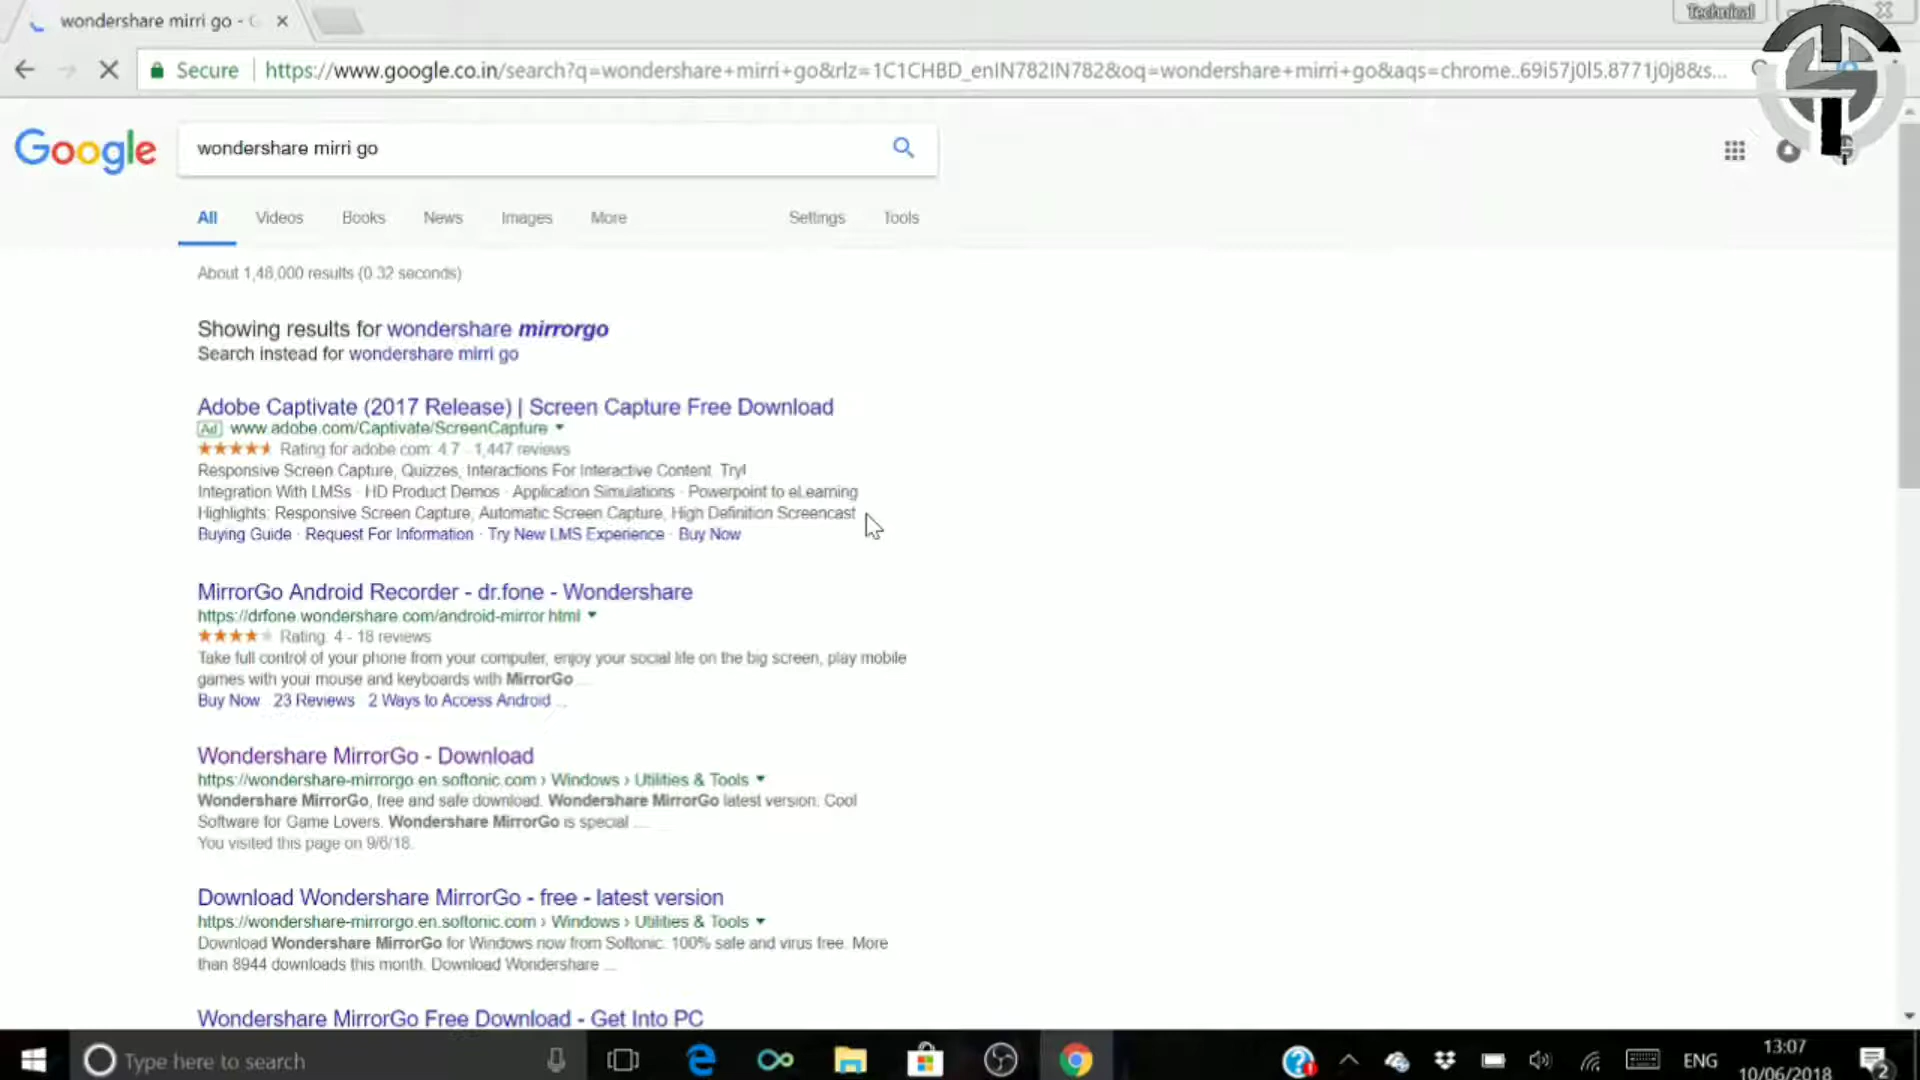 wondershare mirri go -
Technical
Secure
https://www.google.co.in/search?q=wondershare+mirri+go&rlz=1C1CHBD_enIN782IN782&oq=wondershare+mirri+go&aqs=chrome..69i57j0l5.8771j0j8&s...
Google
wondershare mirri go
All Videos Books News Images More Settings Tools
About 1,48,000 results (0.32 seconds)
Showing results for wondershare mirrorgo
Search instead for wondershare mirri go
Adobe Captivate (2017 Release) | Screen Capture Free Download
Ad www.adobe.com/Captivate/ScreenCapture
Rating for adobe.com: 4.7 - 1,447 reviews
Responsive Screen Capture, Quizzes, Interactions For Interactive Content. Try!
Integration With LMSs · HD Product Demos · Application Simulations · Powerpoint to eLearning
Highlights: Responsive Screen Capture, Automatic Screen Capture, High Definition Screencast
Buying Guide · Request For Information · Try New LMS Experience · Buy Now
MirrorGo Android Recorder - dr.fone - Wondershare
https://drfone.wondershare.com/android-mirror.html
Rating: 4 - 18 reviews
Take full control of your phone from your computer, enjoy your social life on the big screen, play mobile
games with your mouse and keyboards with MirrorGo ...
Buy Now 23 Reviews 2 Ways to Access Android ...
Wondershare MirrorGo - Download
https://wondershare-mirrorgo.en.softonic.com › Windows › Utilities & Tools
Wondershare MirrorGo, free and safe download. Wondershare MirrorGo latest version: Cool
Software for Game Lovers. Wondershare MirrorGo is special ...
You visited this page on 9/6/18.
Download Wondershare MirrorGo - free - latest version
https://wondershare-mirrorgo.en.softonic.com › Windows › Utilities & Tools
Download Wondershare MirrorGo for Windows now from Softonic: 100% safe and virus free. More
than 8944 downloads this month. Download Wondershare ...
Wondershare MirrorGo Free Download - Get Into PC
Type here to search
ENG
13:07
10/06/2018
2